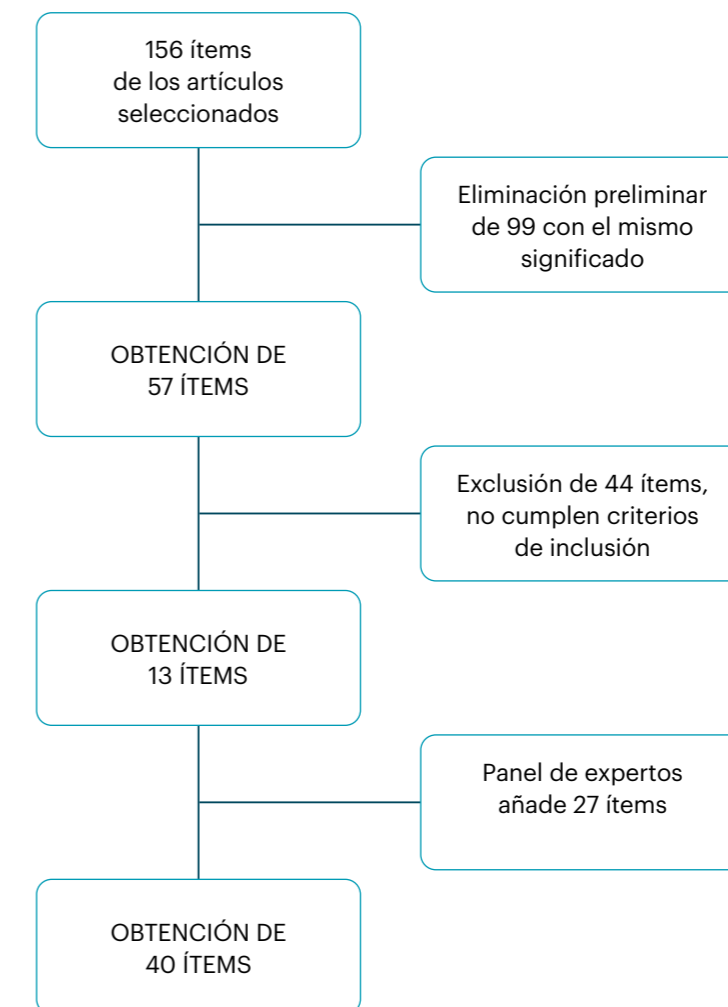 156 ítems
de los artículos
seleccionados
Eliminación preliminar
de 99 con el mismo
significado
OBTENCIÓN DE
57 ÍTEMS
Exclusión de 44 ítems,
no cumplen criterios
de inclusión
OBTENCIÓN DE
13 ÍTEMS
Panel de expertos
añade 27 ítems
OBTENCIÓN DE
40 ÍTEMS